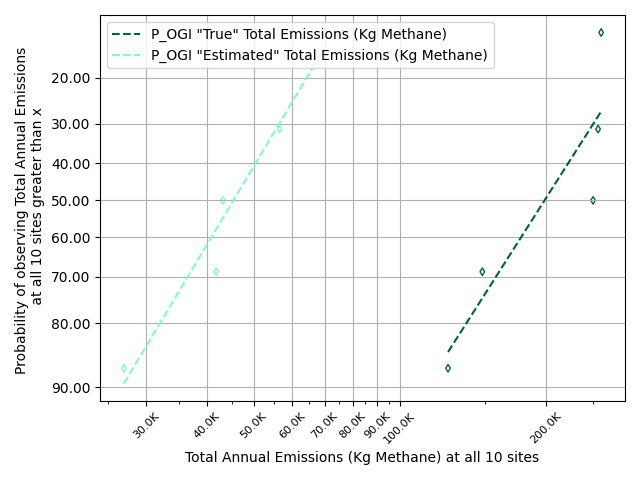 P_OGI "True" Total Emissions (Kg Methane)
P_OGI "Estimated" Total Emissions (Kg Methane)
Probability of observing Total Annual Emissions
at all 10 sites greater than x
20.00
30.00
40.00
50.00
60.00
70.00
80.00
90.00
30.0K
40.0K
50.0K
60.0K
70.0K
80.0K
90.0K
100.0K
200.0K
Total Annual Emissions (Kg Methane) at all 10 sites